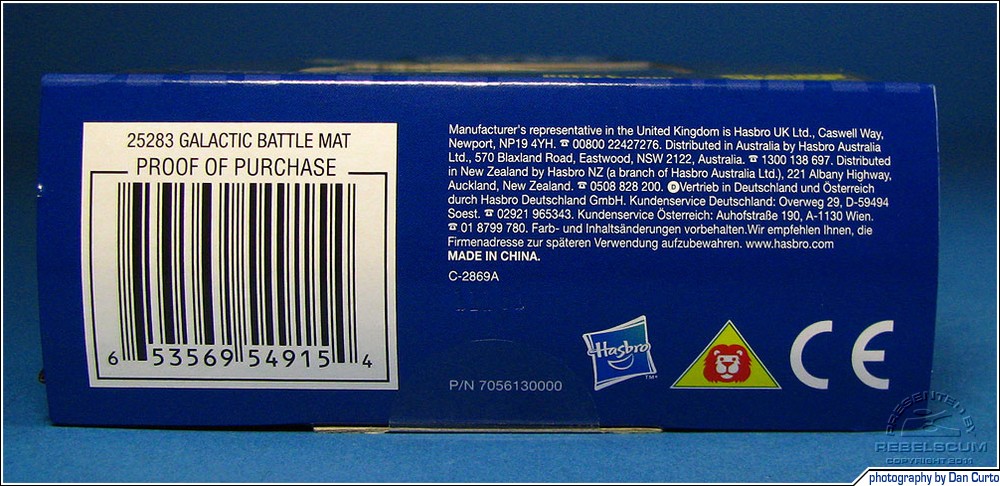 25283 GALACTIC BATTLE MAT
PROOF OF PURCHASE
6 53569 54915 4
Manufacturer's representative in the United Kingdom is Hasbro UK Ltd., Caswell Way,
Newport, NP19 4YH. ☎ 00800 22427276. Distributed in Australia by Hasbro Australia
Ltd., 570 Blaxland Road, Eastwood, NSW 2122, Australia. ☎ 1300 138 697. Distributed
in New Zealand by Hasbro NZ (a branch of Hasbro Australia Ltd.), 221 Albany Highway,
Auckland, New Zealand. ☎ 0508 828 200. D Vertrieb in Deutschland und Österreich
durch Hasbro Deutschland GmbH. Kundenservice Deutschland: Overweg 29, D-59494
Soest. ☎ 02921 965343. Kundenservice Österreich: Auhofstraße 190, A-1130 Wien.
☎ 01 8799 780. Farb- und Inhaltsänderungen vorbehalten.Wir empfehlen Ihnen, die
Firmenadresse zur späteren Verwendung aufzubewahren. www.hasbro.com
MADE IN CHINA.
C-2869A
P/N 7056130000
Hasbro
TM
CE
PRESENTED BY
REBELSCUM
COPYRIGHT 2011
photography by Dan Curto